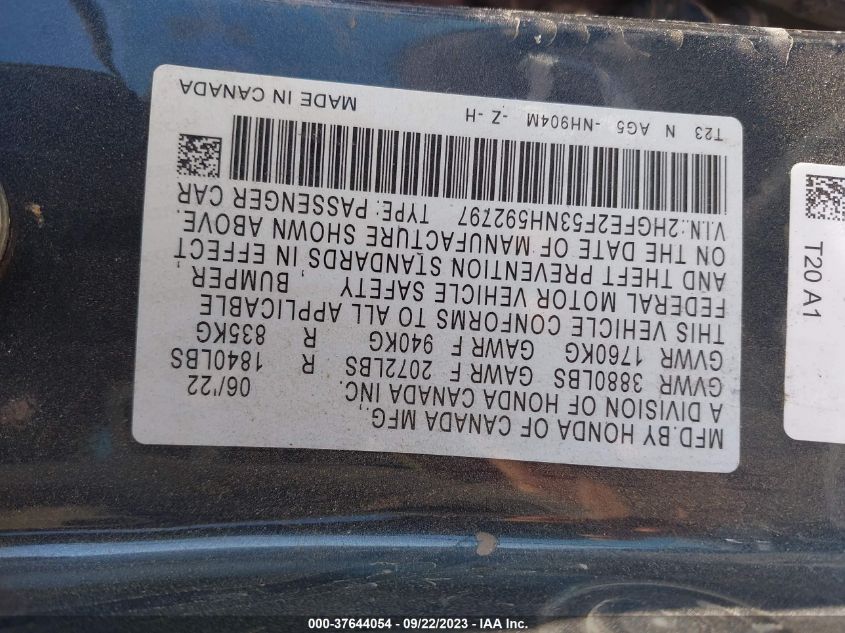 MFD.BY HONDA OF CANADA MFG.,
A DIVISION OF HONDA CANADA INC. 06/'22
GVWR 3880LBS GAWR F 2072LBS R 1840LBS
GVWR 1760KG GAWR F 940KG R 835KG
THIS VEHICLE CONFORMS TO ALL APPLICABLE
FEDERAL MOTOR VEHICLE SAFETY, BUMPER,
AND THEFT PREVENTION STANDARDS IN EFFECT
ON THE DATE OF MANUFACTURE SHOWN ABOVE.
V.I.N:2HGFE2F53NH592797 TYPE: PASSENGER CAR
T23 N AG5 -NH904M -Z -H MADE IN CANADA
T20 A1
000-37644054 - 09/22/2023 - IAA Inc.